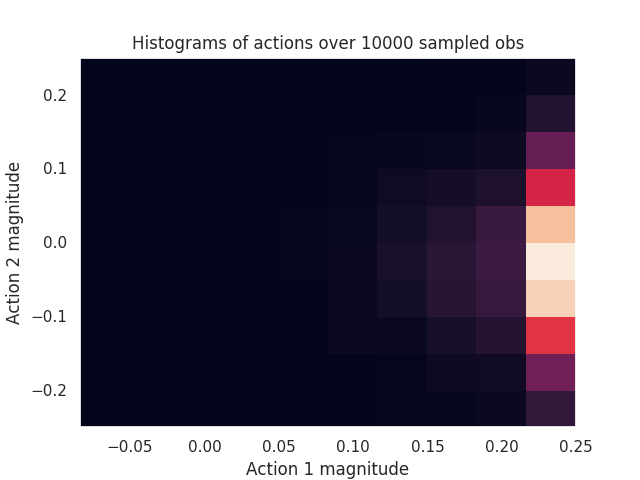 Histograms of actions over 10000 sampled obs
Action 2 magnitude
0.2
0.1
0.0
−0.1
−0.2
−0.05 0.00 0.05 0.10 0.15 0.20 0.25
Action 1 magnitude